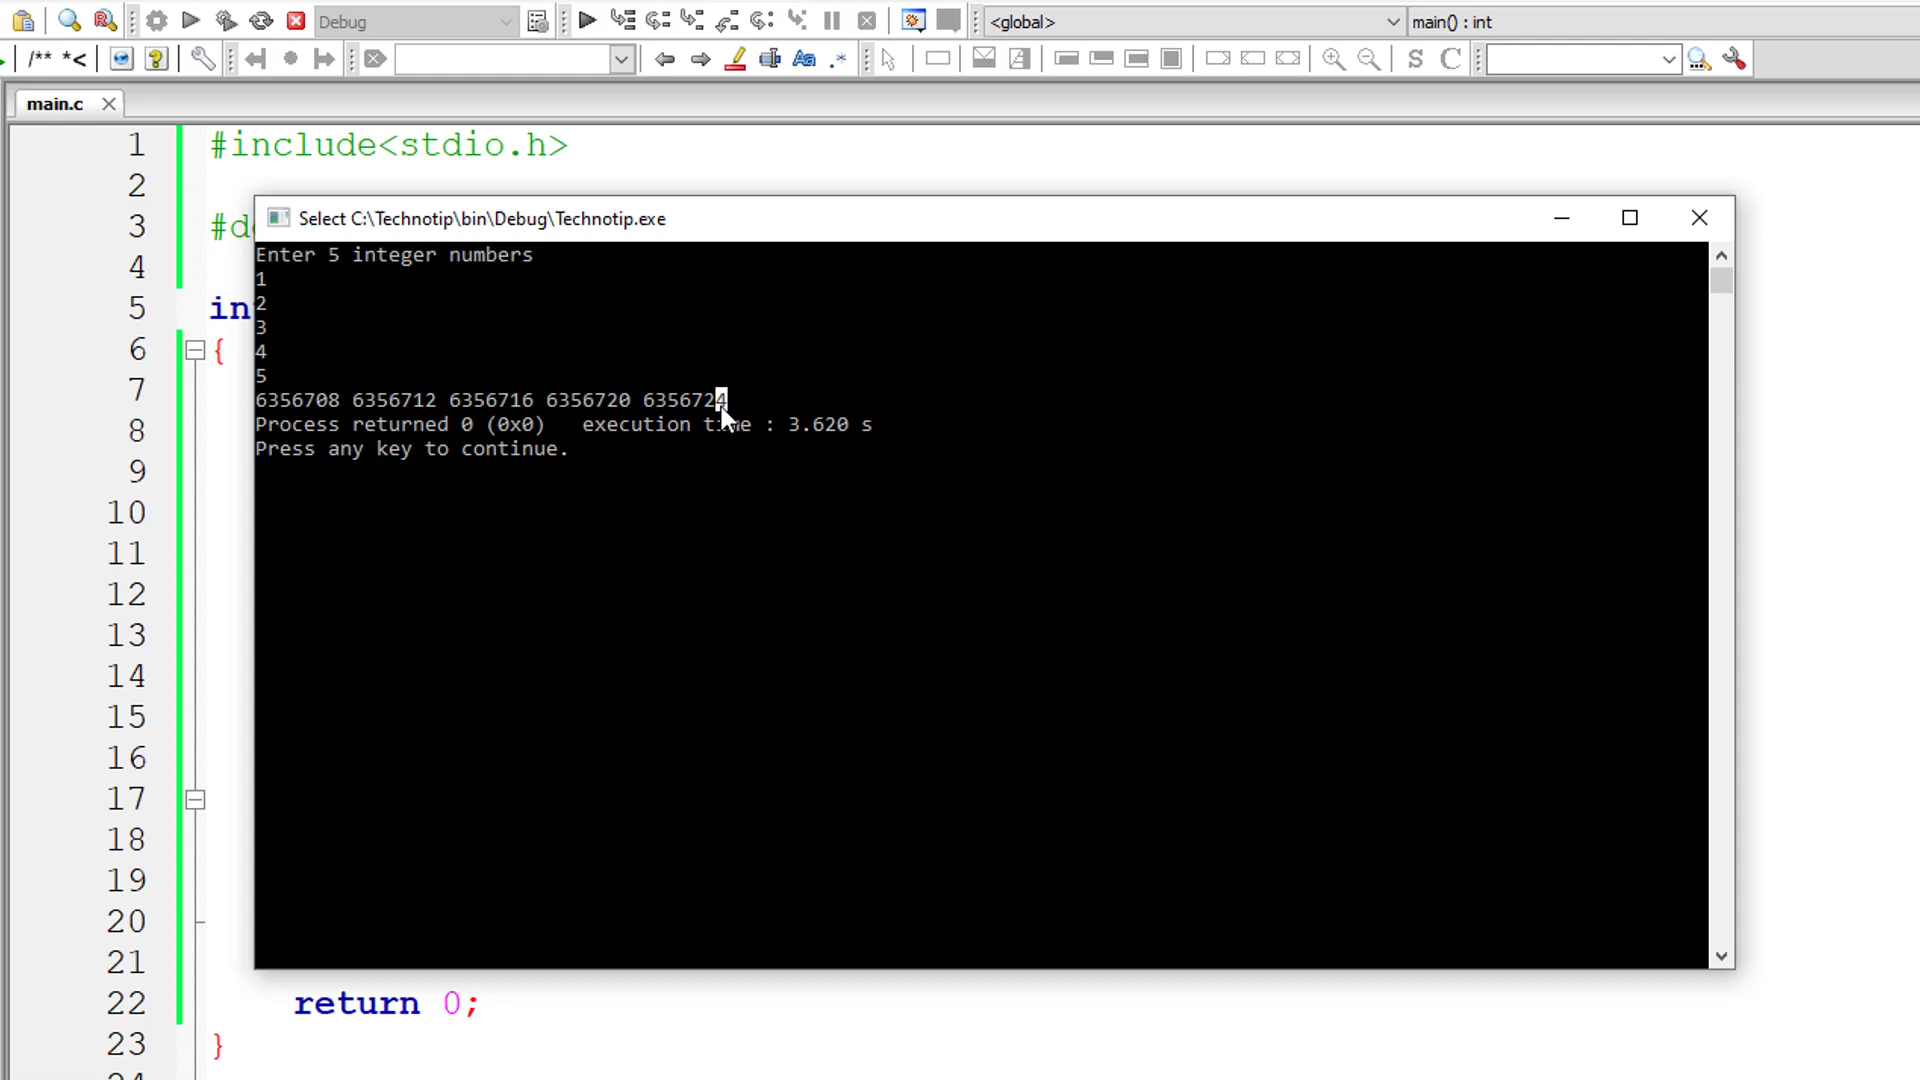 Debug
<global>
main() : int
/** *<
Aa
.*
S
C
main.c
1 #include<stdio.h>
2
3 #d
4
5 in
6 {
7
8
9
10
11
12
13
14
15
16
17
18
19
20
21
22 return 0;
23 }
24
Select C:\Technotip\bin\Debug\Technotip.exe
Enter 5 integer numbers
1
2
3
4
5
6356708 6356712 6356716 6356720 6356724
Process returned 0 (0x0)   execution time : 3.620 s
Press any key to continue.